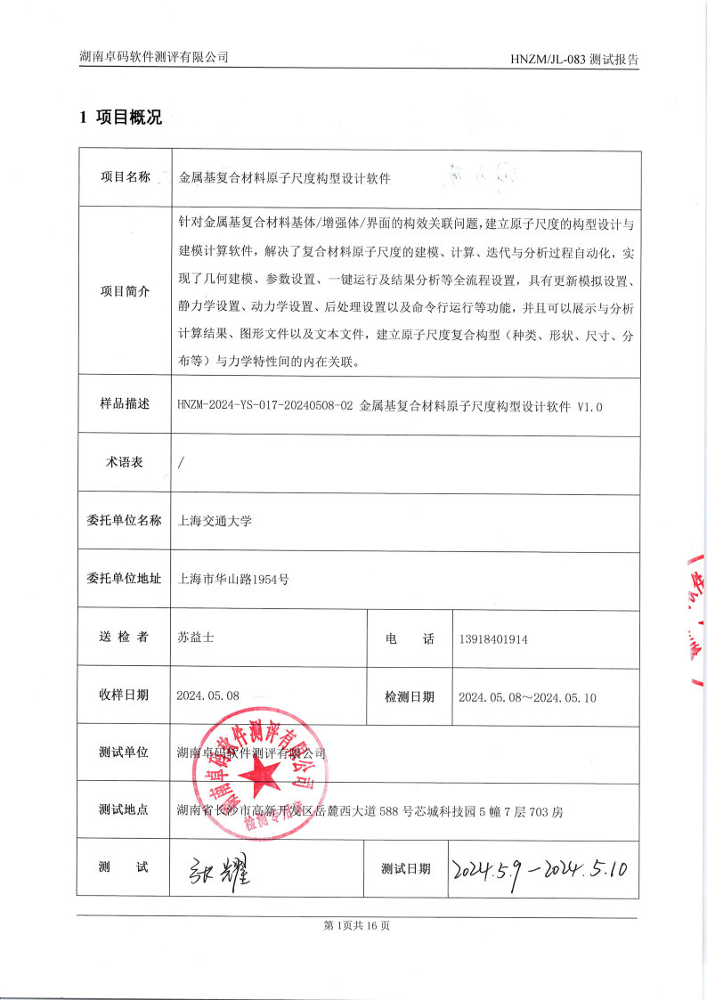 湖南卓码软件测评有限公司 HNZM/JL-083 测试报告
1 项目概况
项目名称 金属基复合材料原子尺度构型设计软件
项目简介
针对金属基复合材料基体/增强体/界面的构效关联问题，建立原子尺度的构型设计与
建模计算软件，解决了复合材料原子尺度的建模、计算、迭代与分析过程自动化，实
现了几何建模、参数设置、一键运行及结果分析等全流程设置，具有更新模拟设置、
静力学设置、动力学设置、后处理设置以及命令行运行等功能，并且可以展示与分析
计算结果、图形文件以及文本文件，建立原子尺度复合构型（种类、形状、尺寸、分
布等）与力学特性间的内在关联。
样品描述 HNZM-2024-YS-017-20240508-02 金属基复合材料原子尺度构型设计软件 V1.0
术语表 /
委托单位名称 上海交通大学
委托单位地址 上海市华山路1954号
送 检 者 苏益士 电 话 13918401914
收样日期 2024.05.08 检测日期 2024.05.08～2024.05.10
测试单位 湖南卓码软件测评有限公司
测试地点 湖南省长沙市高新开发区岳麓西大道 588 号芯城科技园 5 幢 7 层 703 房
湖南卓码软件测评有限公司
检测专用章
测 试 张耀 测试日期 2024.5.9－2024.5.10
第 1页共 16 页